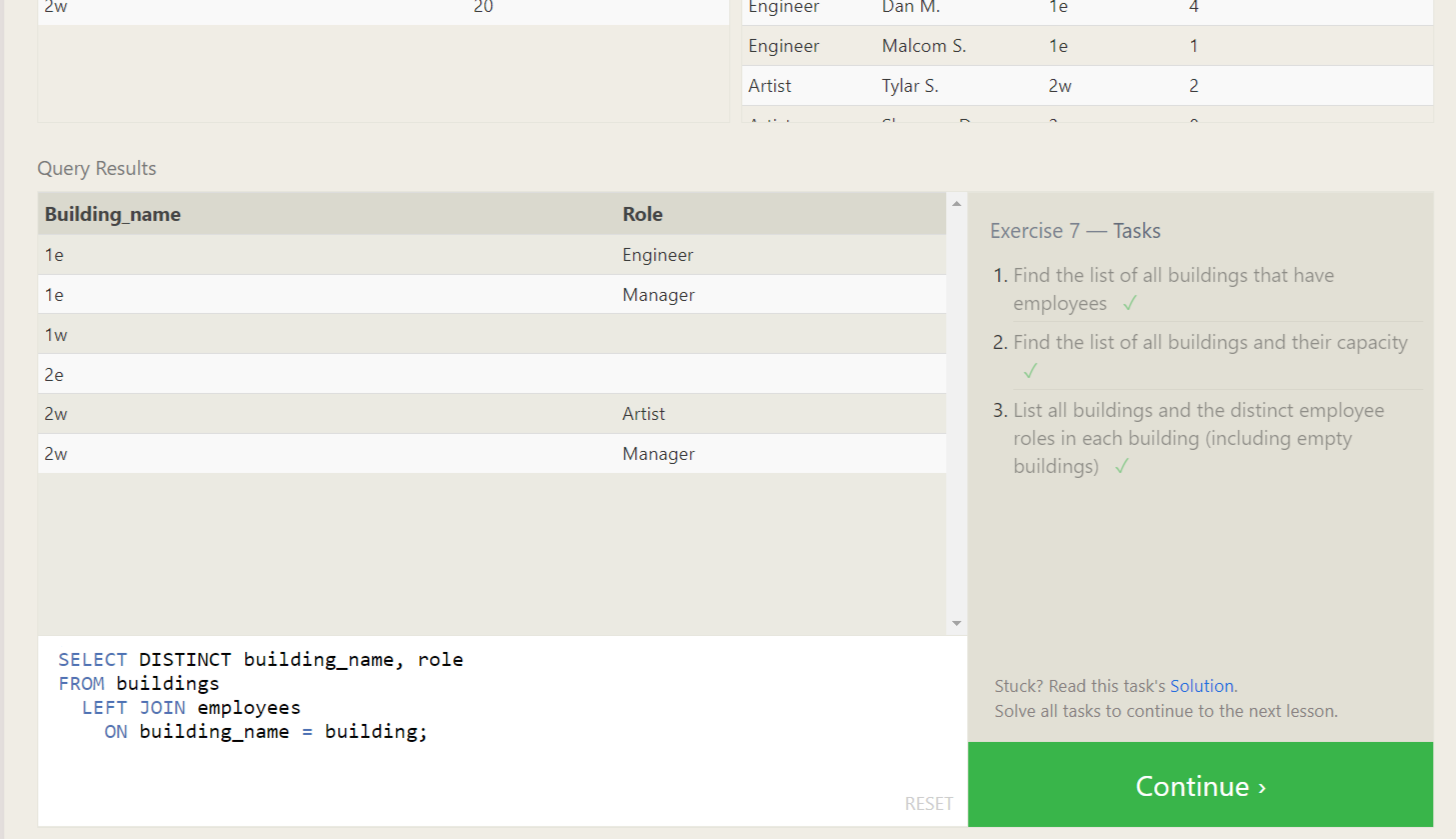 2w 20
Engineer Dan M. 1e 4
Engineer Malcom S. 1e 1
Artist Tylar S. 2w 2
Query Results
Building_name Role
1e Engineer
1e Manager
1w
2e
2w Artist
2w Manager
Exercise 7 — Tasks
1. Find the list of all buildings that have
employees ✓
2. Find the list of all buildings and their capacity
✓
3. List all buildings and the distinct employee
roles in each building (including empty
buildings) ✓
SELECT DISTINCT building_name, role
FROM buildings
LEFT JOIN employees
ON building_name = building;
RESET
Stuck? Read this task's Solution.
Solve all tasks to continue to the next lesson.
Continue ›